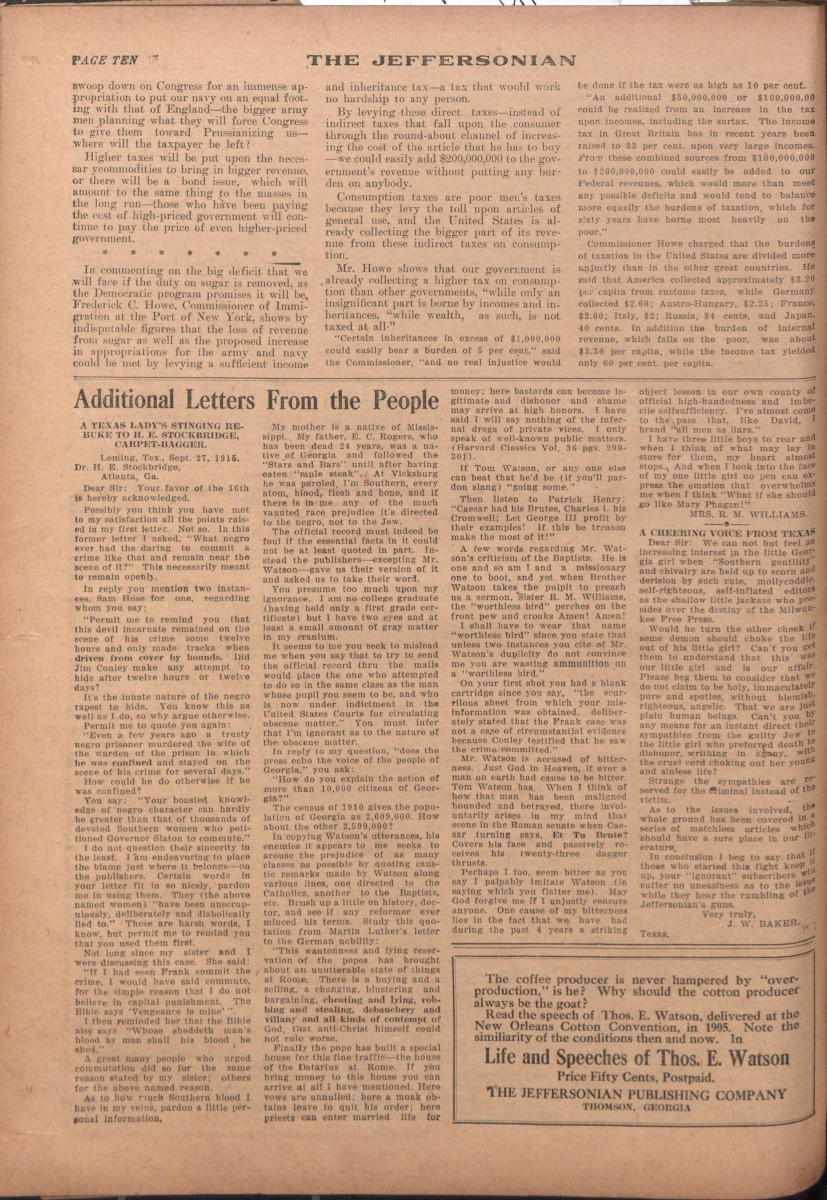 PAGE TEN
THE JEFFERSONIAN
swoop down on Congress for an immense ap-
propriation to put our navy on an equal foot-
ing with that of England—the bigger army
men planning what they will force Congress
to give them toward Prussianizing us—
where will the taxpayer be left?
Higher taxes will be put upon the neces-
sar ycommodities to bring in bigger revenue,
or there will be a bond issue, which will
amount to the same thing to the masses in
the long run—those who have been paying
the cost of high-priced government will con-
tinue to pay the price of even higher-priced
government.
* * * * * * *
In commenting on the big deficit that we
will face if the duty on sugar is removed, as
the Democratic program promises it will be,
Frederick C. Howe, Commissioner of Immi-
gration at the Port of New York, shows by
indisputable figures that the loss of revenue
from sugar as well as the proposed increase
in appropriations for the army and navy
could be met by levying a sufficient income
and inheritance tax—a tax that would work
no hardship to any person.
By levying these direct taxes—instead of
indirect taxes that fall upon the consumer
through the round-about channel of increas-
ing the cost of the article that he has to buy
—we could easily add $200,000,000 to the gov-
ernment's revenue without putting any bur-
den on anybody.
Consumption taxes are poor men's taxes
because they levy the toll upon articles of
general use, and the United States is al-
ready collecting the bigger part of its reve-
nue from these indirect taxes on consump-
tion.
Mr. Howe shows that our government is
already collecting a higher tax on consump-
tion than other governments, "while only an
insignificant part is borne by incomes and in-
heritances, "while wealth, as such, is not
taxed at all."
"Certain inheritances in excess of $1,000,000
could easily bear a burden of 5 per cent," said
the Commissioner, "and no real injustice would
be done if the tax were as high as 10 per cent.
"An additional $50,000,000 or $100,000.00
could be realized from an increase in the tax
upon incomes, including the surtax. The income
tax in Great Britain has in recent years been
raised to 33 per cent. upon very large incomes.
From these combined sources from $100,000,000
to $200,000,000 could easily be added to our
Federal revenues, which would more than meet
any possible deficits and would tend to balance
more equally the burdens of taxation, which for
sixty years have borne most heavily on the
poor."
Commissioner Howe charged that the burdens
of taxation in the United States are divided more
unjustly than in the other great countries. He
said that America collected approximately $3.20
per capita from customs taxes, while Germany
collected $2.60; Austro-Hungary, $2.25; France,
$2.60; Italy, $2; Russia, 84 cents, and Japan,
40 cents. In addition the burden of internal
revenue, which falls on the poor, was about
$2.30 per capita, while the income tax yielded
only 60 per cent. per capita.
Additional Letters From the People
A TEXAS LADY'S STINGING RE-
BUKE TO H. E. STOCKBRIDGE,
CARPET-BAGGER.
Leming, Tex., Sept. 27, 1915.
Dr. H. E. Stockbridge,
Atlanta, Ga.
Dear Sir: Your favor of the 16th
is hereby acknowledged.
Possibly you think you have met
to my satisfaction all the points rais-
ed in my first letter. Not so. In this
former letter I asked, "What negro
ever had the daring to commit a
crime like that and remain near the
scene of it?" This necessarily meant
to remain openly.
In reply you mention two instan-
ces, Sam Hose for one, regarding
whom you say:
"Permit me to remind you that
this devil incarnate remained on the
scene of his crime some twelve
hours and only made tracks when
driven from cover by hounds. Did
Jim Conley make any attempt to
hide after twelve hours or twelve
days?
It's the innate nature of the negro
rapest to hide. You know this as
well as I do, so why argue otherwise.
Permit me to quote you again:
"Even a few years ago a trusty
negro prisoner murdered the wife of
the warden of the prison in which
he was confined and stayed on the
scene of his crime for several days."
How could he do otherwise if he
was confined?
You say: "Your boasted knowl-
edge of negro character can hardly
be greater than that of thousands of
devoted Southern women who peti-
tioned Governor Slaton to commute."
I do not question their sincerity in
the least. I am endeavoring to place
the blame just where it belongs—on
the publishers. Certain words in
your letter fit in so nicely, pardon
me in using them. They (the above
named women) "have been unscrup-
ulously, deliberately and diabolically
lied to." These are harsh words, I
know, but permit me to remind you
that you used them first.
Not long since my sister and I
were discussing this case. She said:
"If I had seen Frank commit the
crime, I would have said commute,
for the simple reason that I do not
believe in capital punishment. The
Bible says 'Vengeance is mine' ".
I then reminded her that the Bible
also says "Whoso sheddeth man's
blood by man shall his blood be
shed."
A great many people who urged
commutation did so for the same
reason stated by my sister; others
for the above named reason.
As to how much Southern blood I
have in my veins, pardon a little per-
sonal information.
My mother is a native of Missis-
sippi. My father, E. C. Rogers, who
has been dead 24 years, was a na-
tive of Georgia and followed the
"Stars and Bars" until after having
eaten "mule steak". At Vicksburg
he was paroled. I'm Southern, every
atom, blood, flesh and bone, and if
there is in me any of the much
vaunted race prejudice it's directed
to the negro, not to the Jew.
The official record must indeed be
foul if the essential facts in it could
not be at least quoted in part. In-
stead the publishers—excepting Mr.
Watson—gave us their version of it
and asked us to take their word.
You presume too much upon my
ignorance. I am no college graduate
(having held only a first grade cer-
tificate) but I have two eyes and at
least a small amount of gray matter
in my cranium.
It seems to me you seek to mislead
me when you say that to try to send
the official record thru the mails
would place the one who attempted
to do so in the same class as the man
whose pupil you seem to be, and who
is now under indictment in the
United States Courts for circulating
obscene matter." You must infer
that I'm ignorant as to the nature of
the obscene matter.
In reply to my question, "does the
press echo the voice of the people of
Georgia," you ask:
"How do you explain the action of
more than 10,000 citizens of Geor-
gia?"
The census of 1910 gives the popu-
lation of Georgia as 2,609,000. How
about the other 2,599,000?
In copying Watson's utterances, his
enemies it appears to me seeks to
arouse the prejudice of as many
classes as possible by quoting caus-
tic remarks made by Watson along
various lines, one directed to the
Catholics, another to the Baptists,
etc. Brush up a little on history, doc-
tor, and see if any reformer ever
minced his terms. Study this quo-
tation from Martin Luther's letter
to the German nobility:
"This wantonness and lying reser-
vation of the popes has brought
about an unutterable state of things
at Rome. There is a buying and a
selling, a changing, blustering and
bargaining, cheating and lying, rob-
bing and stealing, debauchery and
villany and all kinds of contempt of
God, that anti-Christ himself could
not rule worse.
Finally the pope has built a special
house for this fine traffic—the house
of the Datarius at Rome. If you
bring money to this house you can
arrive at all I have mentioned. Here
vows are annulled; here a monk ob-
tains leave to quit his order; here
priests can enter married life for
money; here bastards can become le-
gitimate and dishonor and shame
may arrive at high honors. I have
said I will say nothing of the infer-
nal dregs of private vices. I only
speak of well-known public matters.
(Harvard Classics Vol. 36 pgs. 299-
301).
If Tom Watson, or any one else
can beat that he'd be (if you'll par-
don slang) "going some."
Then listen to Patrick Henry:
"Caesar had his Brutes, Charles I. his
Cromwell; Let George III profit by
their examples! If this be treason
make the most of it!"
A few words regarding Mr. Wat-
son's criticism of the Baptists. He is
one and so am I and a missionary
one to boot, and yet when Brother
Watson takes the pulpit to preach
us a sermon, Sister R. M. Williams,
the "worthless bird" perches on the
front pew and croaks Amen! Amen!
I shall have to wear that name
"worthless bird" since you state that
unless two instances you cite of Mr.
Watson's duplicity do not convince
me you are wasting ammunition on
a "worthless bird."
On your first shot you had a blank
cartridge since you say, "the scur-
rilous sheet from which your mis-
information was obtained, deliber-
ately stated that the Frank case was
not a case of circumstantial evidence
because Conley testified that he saw
the crime committed."
Mr. Watson is accused of bitter-
ness. Just God in Heaven, if ever a
man on earth had cause to be bitter,
Tom Watson has. When I think of
how that man has been maligned
hounded and betrayed, there invol-
untarily arises in my mind that
scene in the Roman senate when Cae-
sar turning says, Et Tu Brute?
Covers his face and passively re-
ceives his twenty-three dagger
thrusts.
Perhaps I too, seem bitter as you
say I palpably imitate Watson (in
saying which you flatter me). May
God forgive me if I unjustly censure
anyone. One cause of my bitterness
lies in the fact that we have had
during the past 4 years a striking
object lesson in our own county of
official high-handedness and imbe-
cile selfsufficiency. I've almost come
to the pass that, like David, I
brand "all men as liars."
I have three little boys to rear and
when I think of what may lay in
store for them, my heart almost
stops. And when I look into the face
of my one little girl no pen can ex-
press the emotion that overwhelms
me when I think "What if she should
go like Mary Phagan!"
MRS. R. M. WILLIAMS.
A CHEERING VOICE FROM TEXAS
Dear Sir: We can not but feel an
increasing interest in the little Geor-
gia girl when "Southern gentility"
and chivalry are held up to scorn and
derision by such cute, mollycoddle,
self-righteous, self-inflated editors
as the shallow little jackass who pre-
sides over the destiny of the Milwau-
kee Free Press.
Would he turn the other cheek if
some demon should choke the life
out of his little girl? Can't you get
them to understand that this was
our little girl and is our affair.
Please beg them to consider that we
do not claim to be holy, immaculately
pure and spotles, without blemish,
righteous, angelic. That we are just
plain human beings. Can't you by
any means for an instant direct their
sympathies from the guilty Jew to
the little girl who preferred death to
dishonor, writhing in agony, with
the cruel cord choking out her young
and sinless life?
Strange the sympathies are re-
served for the criminal instead of the
victim.
As to the issues involved, the
whole ground has been covered in a
series of matchless articles which
should have a sure place in our lit-
erature.
In conclusion I beg to say that if
those who started this fight keep it
up, your "ignorant" subscribers will
suffer no uneasiness as to the issue
while they hear the rumbling of the
Jeffersonian's guns.
Very truly,
J. W. BAKER.
Texas.
The coffee producer is never hampered by "over-
production," is he? Why should the cotton producer
always be the goat?
Read the speech of Thos. E. Watson, delivered at the
New Orleans Cotton Convention, in 1905. Note the
similiarity of the conditions then and now. In
Life and Speeches of Thos. E. Watson
Price Fifty Cents, Postpaid.
THE JEFFERSONIAN PUBLISHING COMPANY
THOMSON, GEORGIA